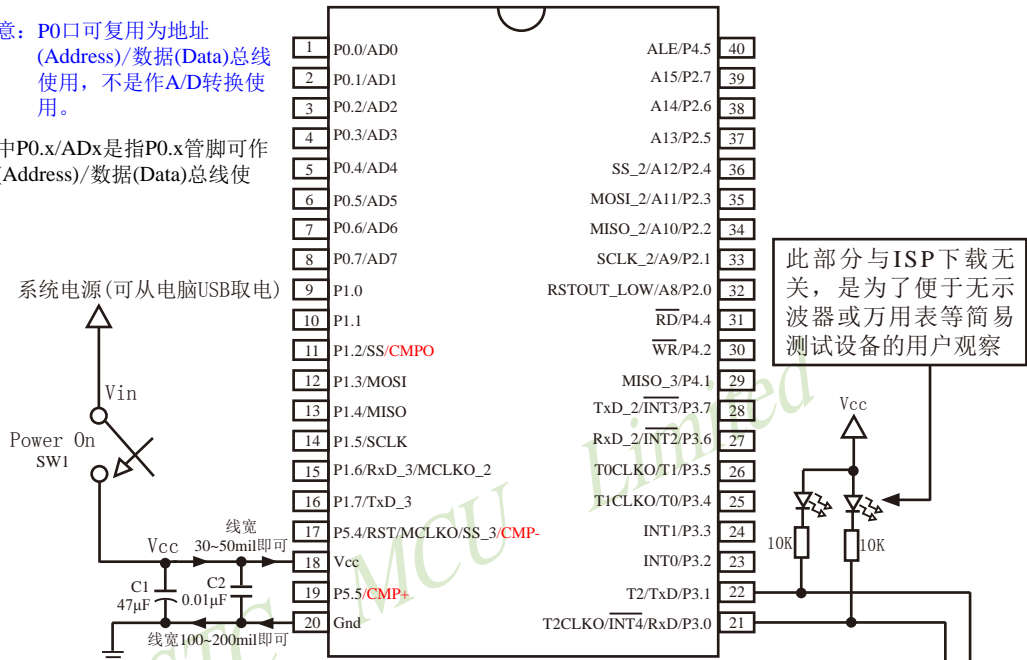 意：P0口可复用为地址
(Address)/数据(Data)总线
使用，不是作A/D转换使
用。
中P0.x/ADx是指P0.x管脚可作
(Address)/数据(Data)总线使
系统电源(可从电脑USB取电)
Vin
Power On
SW1
Vcc
线宽
30~50mil即可
C1
47μF
C2
0.01μF
线宽100~200mil即可
1 P0.0/AD0
2 P0.1/AD1
3 P0.2/AD2
4 P0.3/AD3
5 P0.4/AD4
6 P0.5/AD5
7 P0.6/AD6
8 P0.7/AD7
9 P1.0
10 P1.1
11 P1.2/SS/CMPO
12 P1.3/MOSI
13 P1.4/MISO
14 P1.5/SCLK
15 P1.6/RxD_3/MCLKO_2
16 P1.7/TxD_3
17 P5.4/RST/MCLKO/SS_3/CMP-
18 Vcc
19 P5.5/CMP+
20 Gnd
ALE/P4.5 40
A15/P2.7 39
A14/P2.6 38
A13/P2.5 37
SS_2/A12/P2.4 36
MOSI_2/A11/P2.3 35
MISO_2/A10/P2.2 34
SCLK_2/A9/P2.1 33
RSTOUT_LOW/A8/P2.0 32
RD/P4.4 31
WR/P4.2 30
MISO_3/P4.1 29
TxD_2/INT3/P3.7 28
RxD_2/INT2/P3.6 27
T0CLKO/T1/P3.5 26
T1CLKO/T0/P3.4 25
INT1/P3.3 24
INT0/P3.2 23
T2/TxD/P3.1 22
T2CLKO/INT4/RxD/P3.0 21
此部分与ISP下载无
关，是为了便于无示
波器或万用表等简易
测试设备的用户观察
Vcc
10K
10K
STC MCU Limited